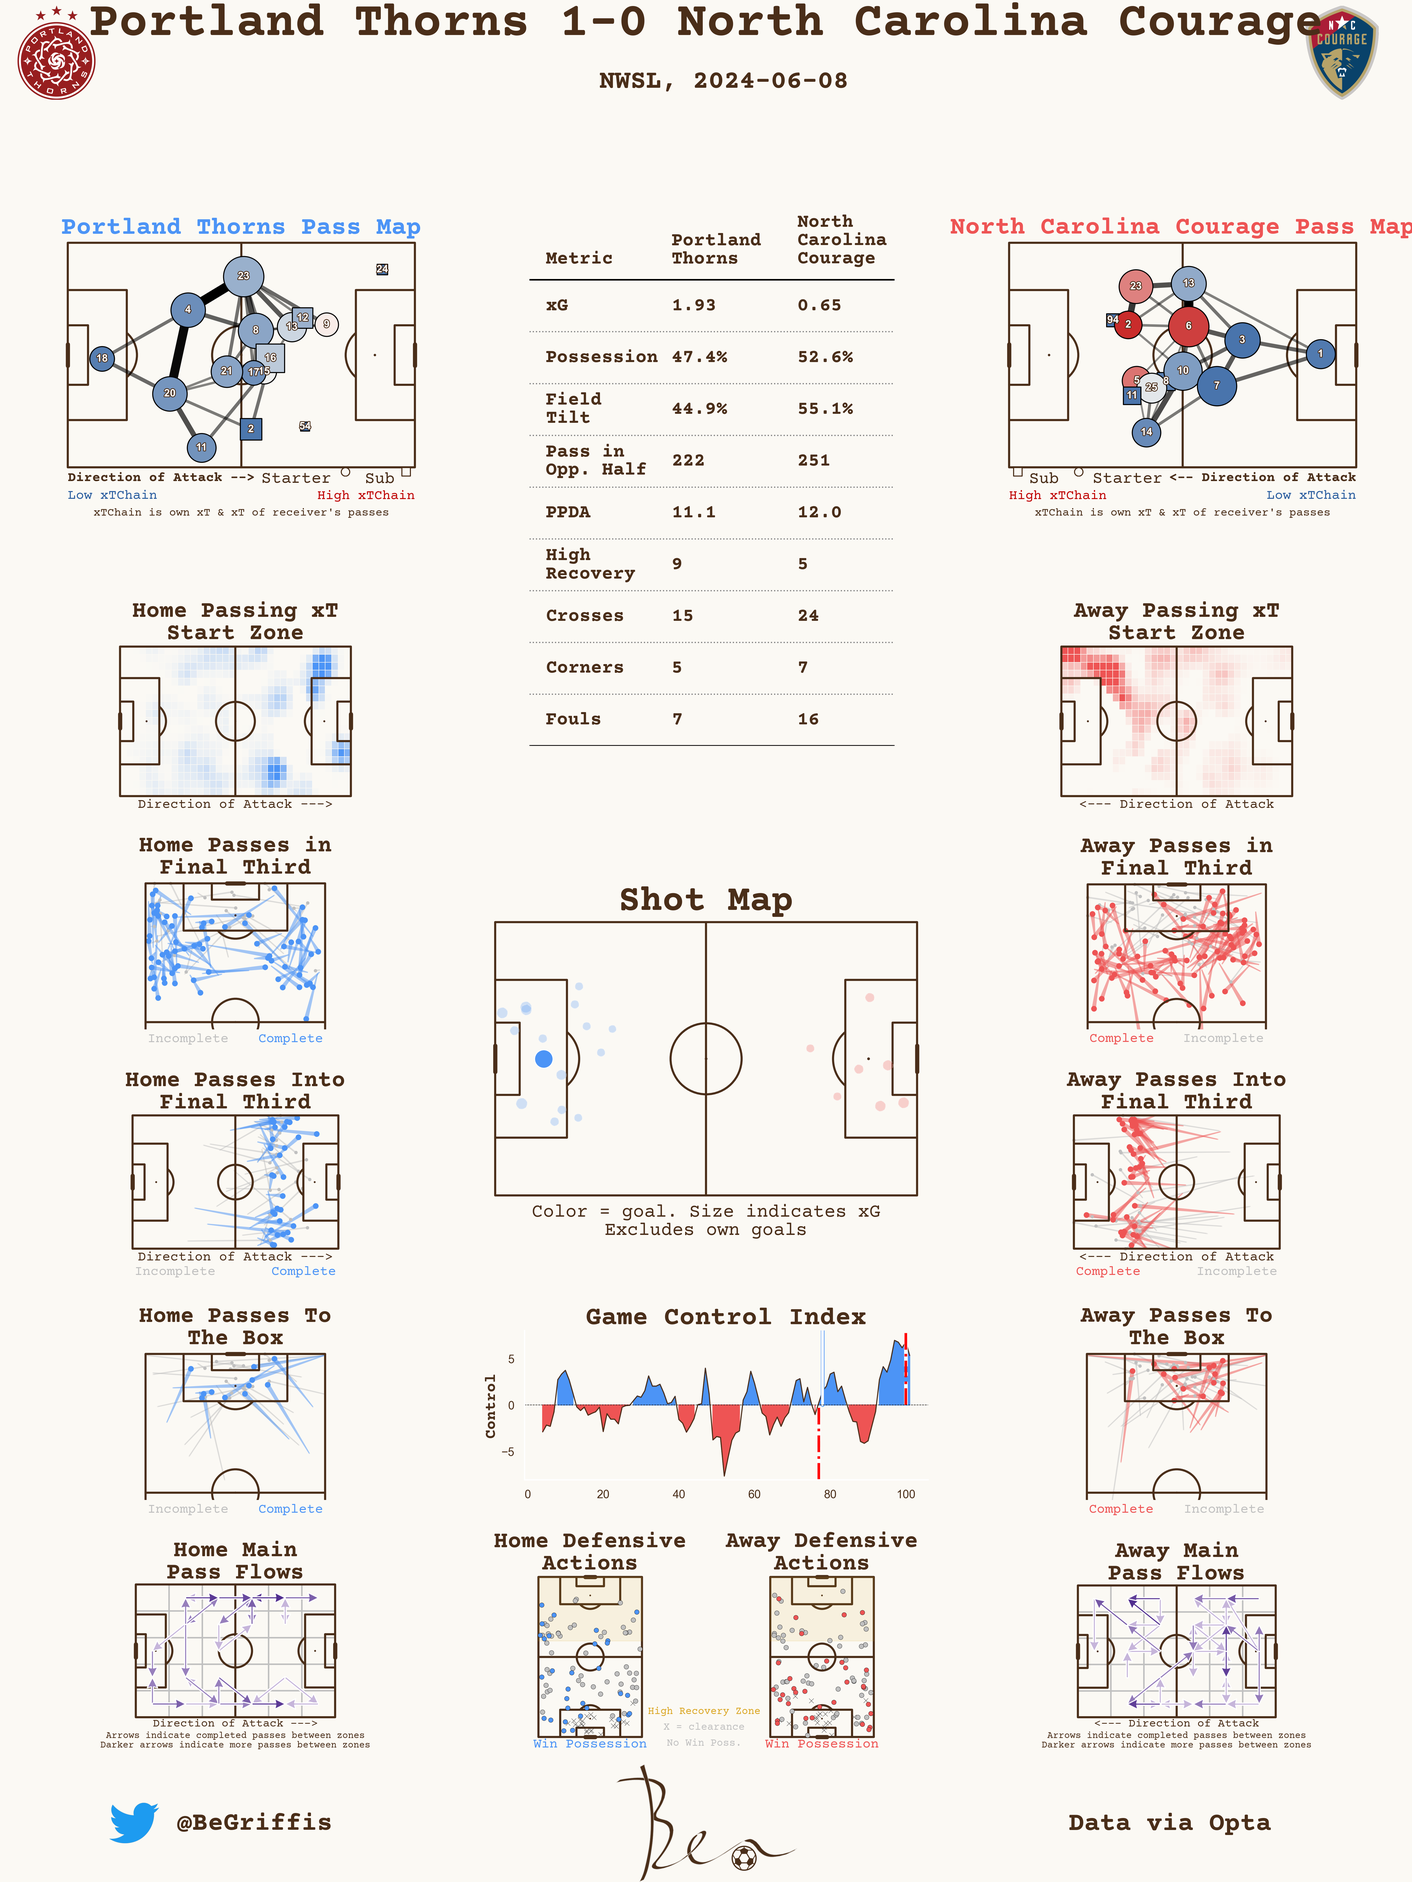 Portland Thorns 1-0 North Carolina Courage
NWSL, 2024-06-08
PORTLAND
THORNS
N C
COURAGE
Portland Thorns Pass Map
23
24
4
8
13
12
9
18
16
21
17
15
20
2
54
11
Direction of Attack --> Starter Sub
Low xTChain High xTChain
xTChain is own xT & xT of receiver's passes
Metric
Portland
Thorns
North
Carolina
Courage
xG 1.93 0.65
Possession 47.4% 52.6%
Field
Tilt 44.9% 55.1%
Pass in
Opp. Half 222 251
PPDA 11.1 12.0
High
Recovery 9 5
Crosses 15 24
Corners 5 7
Fouls 7 16
North Carolina Courage Pass Map
23
13
94
2
6
3
1
10
5
8
25
7
11
14
Sub Starter <-- Direction of Attack
High xTChain Low xTChain
xTChain is own xT & xT of receiver's passes
Home Passing xT
Start Zone
Direction of Attack --->
Away Passing xT
Start Zone
<--- Direction of Attack
Home Passes in
Final Third
Incomplete Complete
Away Passes in
Final Third
Complete Incomplete
Shot Map
Color = goal. Size indicates xG
Excludes own goals
Home Passes Into
Final Third
Direction of Attack --->
Incomplete Complete
Away Passes Into
Final Third
<--- Direction of Attack
Complete Incomplete
Home Passes To
The Box
Incomplete Complete
Game Control Index
Control
5
0
−5
0 20 40 60 80 100
Away Passes To
The Box
Complete Incomplete
Home Main
Pass Flows
Direction of Attack --->
Arrows indicate completed passes between zones
Darker arrows indicate more passes between zones
Home Defensive
Actions
Win Possession
Away Defensive
Actions
Win Possession
High Recovery Zone
X = clearance
No Win Poss.
Away Main
Pass Flows
<--- Direction of Attack
Arrows indicate completed passes between zones
Darker arrows indicate more passes between zones
@BeGriffis
Ben
Data via Opta